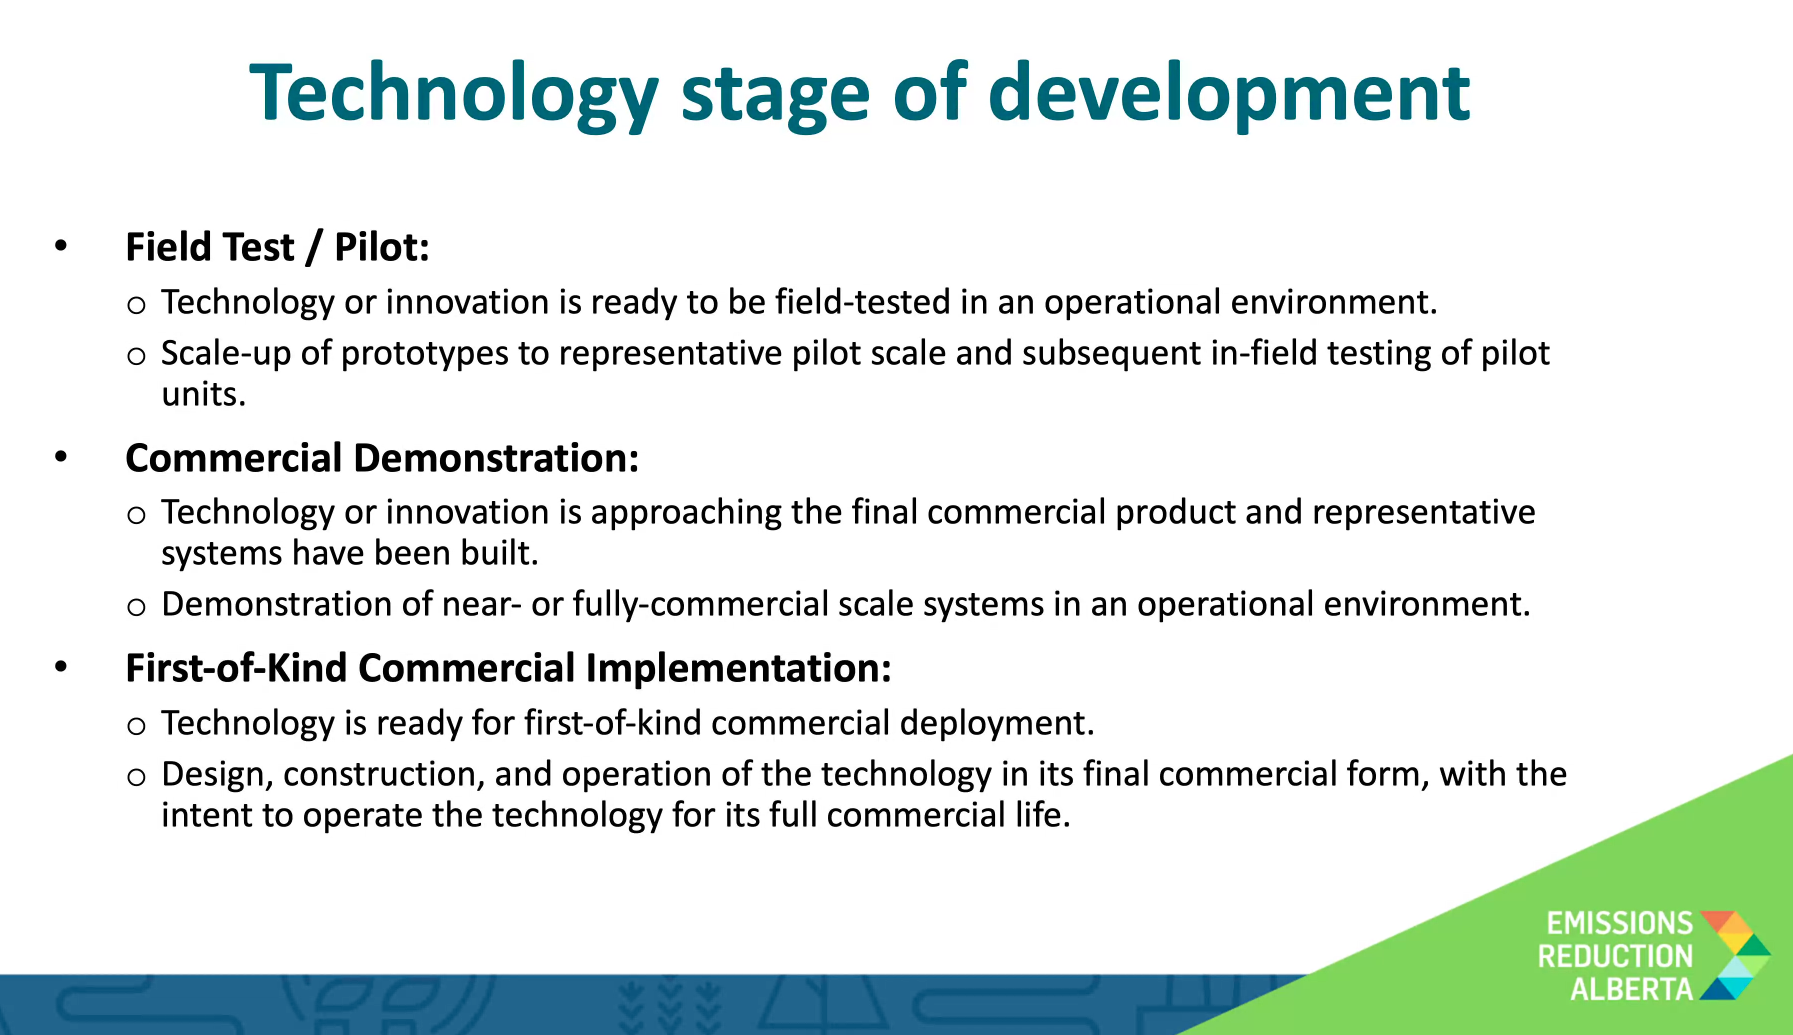 Technology stage of development
• Field Test / Pilot:
o Technology or innovation is ready to be field-tested in an operational environment.
o Scale-up of prototypes to representative pilot scale and subsequent in-field testing of pilot
units.
• Commercial Demonstration:
o Technology or innovation is approaching the final commercial product and representative
systems have been built.
o Demonstration of near- or fully-commercial scale systems in an operational environment.
• First-of-Kind Commercial Implementation:
o Technology is ready for first-of-kind commercial deployment.
o Design, construction, and operation of the technology in its final commercial form, with the
intent to operate the technology for its full commercial life.
EMISSIONS
REDUCTION
ALBERTA